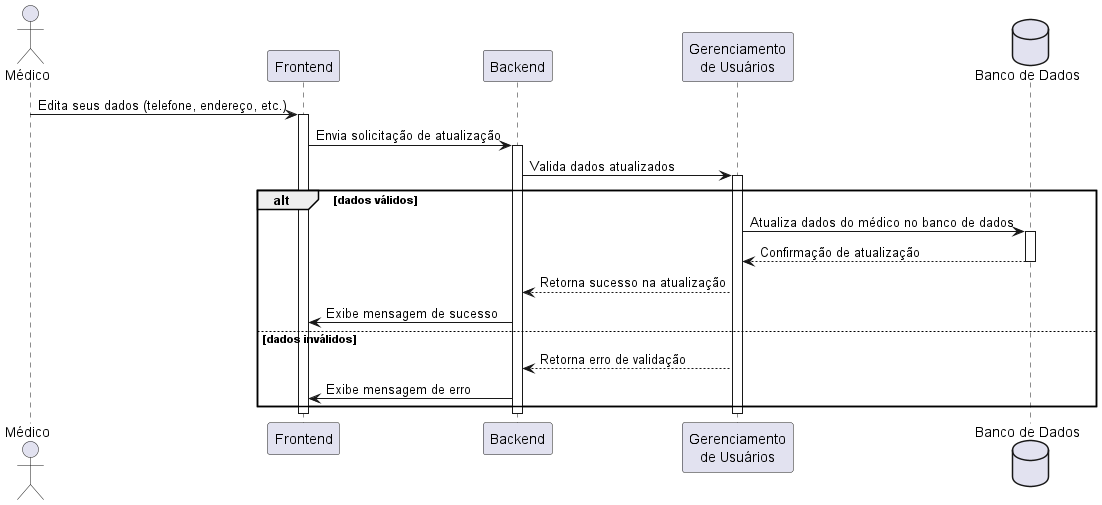 Médico
Frontend
Backend
Gerenciamento
de Usuários
Banco de Dados
Edita seus dados (telefone, endereço, etc.)
Envia solicitação de atualização
Valida dados atualizados
alt
[dados válidos]
Atualiza dados do médico no banco de dados
Confirmação de atualização
Retorna sucesso na atualização
Exibe mensagem de sucesso
[dados inválidos]
Retorna erro de validação
Exibe mensagem de erro
Médico
Frontend
Backend
Gerenciamento
de Usuários
Banco de Dados